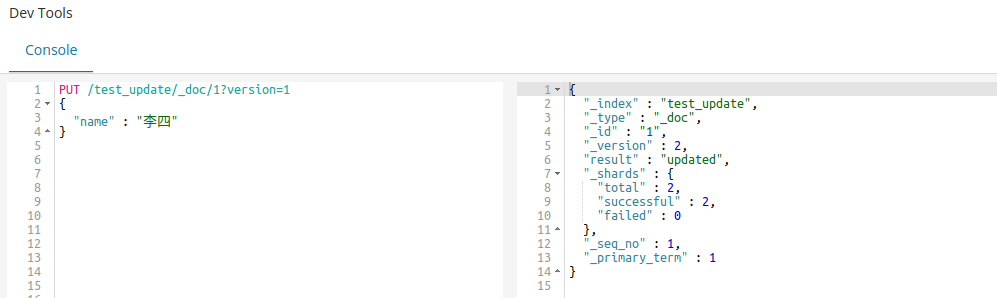 Dev Tools
Console
1 PUT /test_update/_doc/1?version=1
2 {
3 "name" : "李四"
4 }
5
6
7
8
9
10
11
12
13
14
15
1 {
2 "_index" : "test_update",
3 "_type" : "_doc",
4 "_id" : "1",
5 "_version" : 2,
6 "result" : "updated",
7 "_shards" : {
8 "total" : 2,
9 "successful" : 2,
10 "failed" : 0
11 },
12 "_seq_no" : 1,
13 "_primary_term" : 1
14 }
15